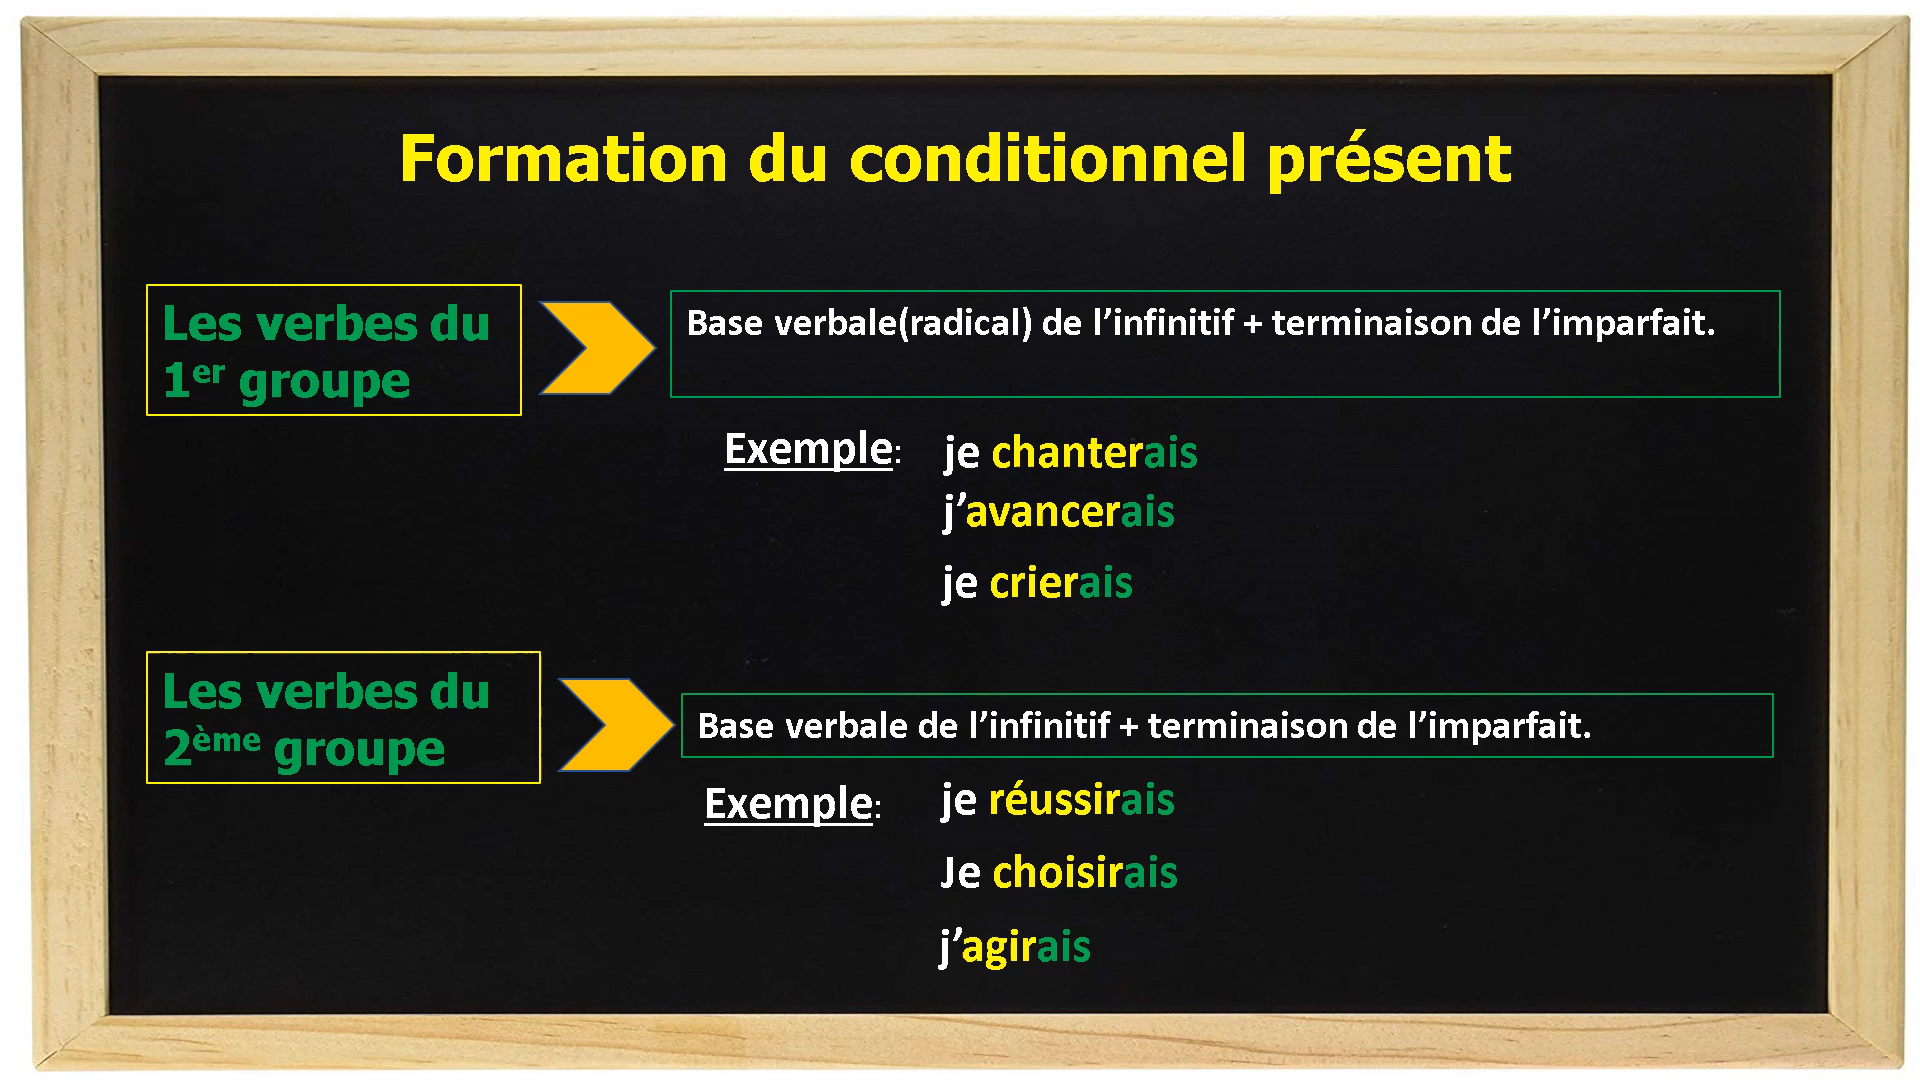 Formation du conditionnel présent
Les verbes du
1er groupe
Base verbale(radical) de l’infinitif + terminaison de l’imparfait.
Exemple:
je chanterais
j’avancerais
je crierais
Les verbes du
2ème groupe
Base verbale de l’infinitif + terminaison de l’imparfait.
Exemple:
je réussirais
Je choisirais
j’agirais